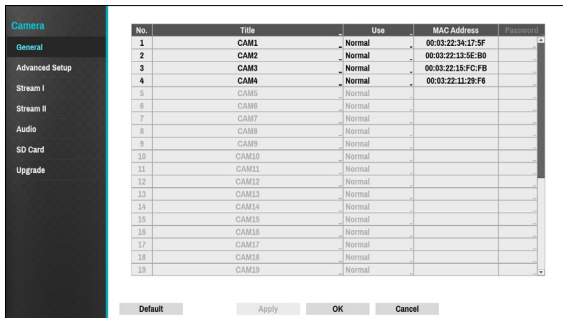 Camera
General
Advanced Setup
Stream I
Stream II
Audio
SD Card
Upgrade
No. Title Use MAC Address Password
1 CAM1 Normal 00:03:22:34:17:5F
2 CAM2 Normal 00:03:22:13:5E:B0
3 CAM3 Normal 00:03:22:15:FC:FB
4 CAM4 Normal 00:03:22:11:29:F6
5 CAM5 Normal
6 CAM6 Normal
7 CAM7 Normal
8 CAM8 Normal
9 CAM9 Normal
10 CAM10 Normal
11 CAM11 Normal
12 CAM12 Normal
13 CAM13 Normal
14 CAM14 Normal
15 CAM15 Normal
16 CAM16 Normal
17 CAM17 Normal
18 CAM18 Normal
19 CAM19 Normal
Default Apply OK Cancel